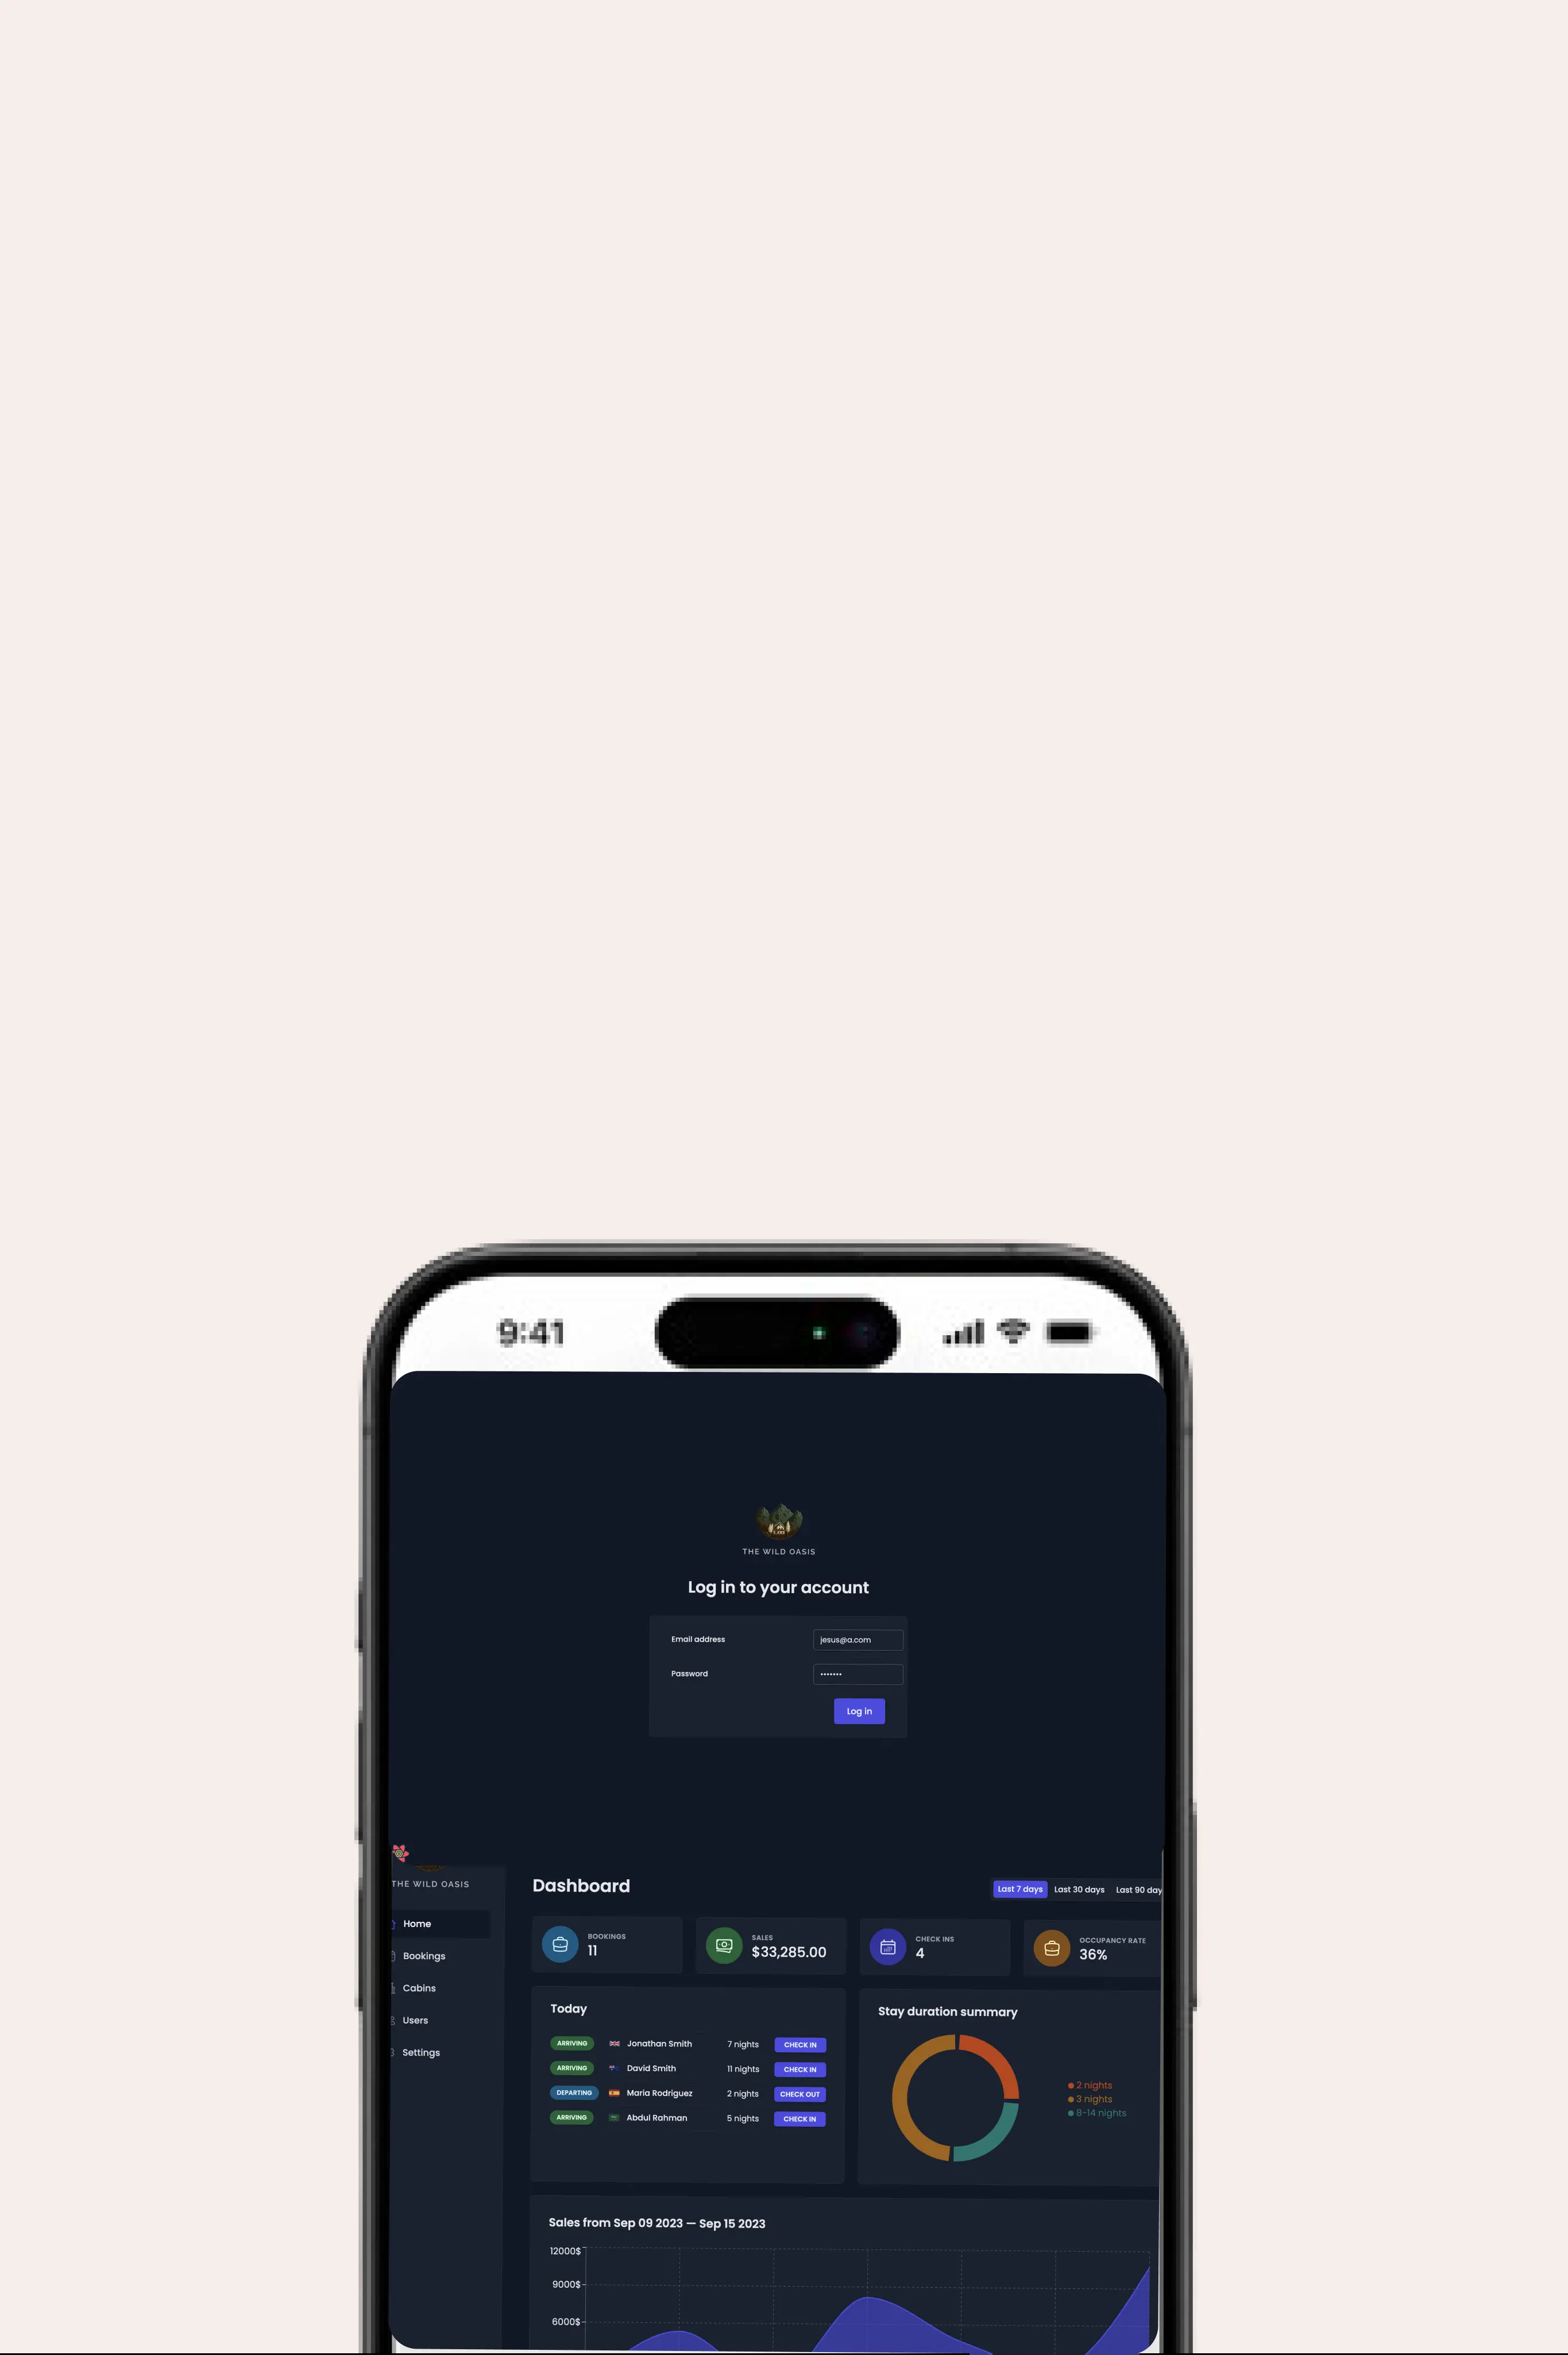 9:41
THE WILD OASIS
Log in to your account
Email address jesus@a.com
Password •••••••
Log in
THE WILD OASIS
Home
Bookings
Cabins
Users
Settings
Dashboard
Last 7 days Last 30 days Last 90 day
BOOKINGS
11
SALES
$33,285.00
CHECK INS
4
OCCUPANCY RATE
36%
Today
ARRIVING Jonathan Smith 7 nights CHECK IN
ARRIVING David Smith 11 nights CHECK IN
DEPARTING Maria Rodriguez 2 nights CHECK OUT
ARRIVING Abdul Rahman 5 nights CHECK IN
Stay duration summary
2 nights
3 nights
8-14 nights
Sales from Sep 09 2023 — Sep 15 2023
12000$
9000$
6000$